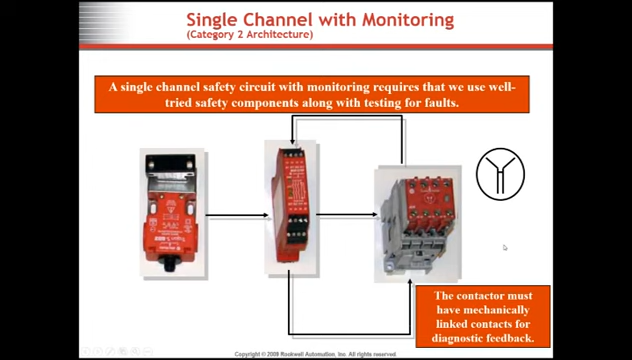 Single Channel with Monitoring
(Category 2 Architecture)
A single channel safety circuit with monitoring requires that we use well-
tried safety components along with testing for faults.
The contactor must
have mechanically
linked contacts for
diagnostic feedback.
Copyright © 2009 Rockwell Automation, Inc. All rights reserved.